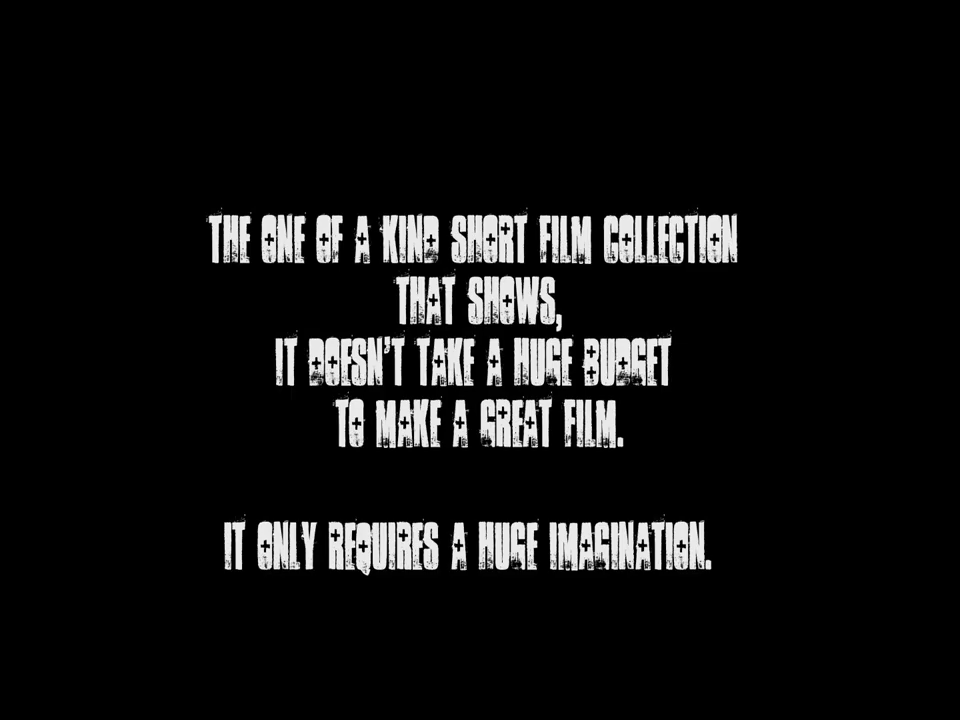 THE ONE OF A KIND SHORT FILM COLLECTION
THAT SHOWS,
IT DOESN'T TAKE A HUGE BUDGET
TO MAKE A GREAT FILM.
IT ONLY REQUIRES A HUGE IMAGINATION.